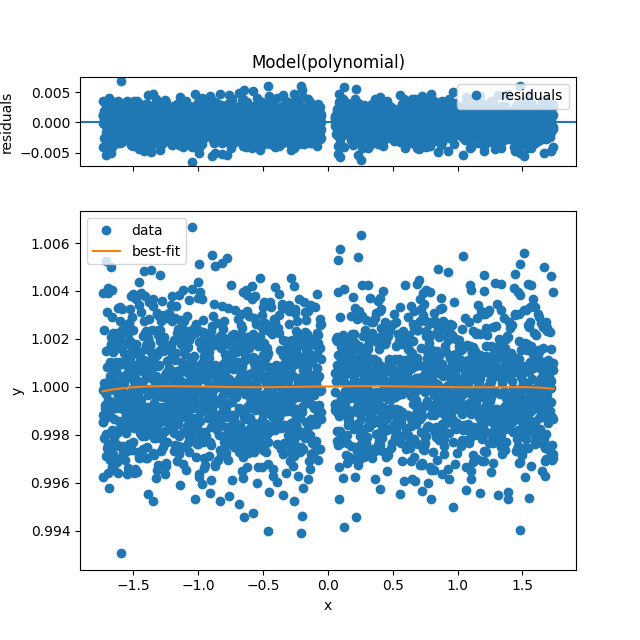 Model(polynomial)
residuals
0.005
0.000
−0.005
residuals
data
best-fit
y
1.006
1.004
1.002
1.000
0.998
0.996
0.994
−1.5 −1.0 −0.5 0.0 0.5 1.0 1.5
x